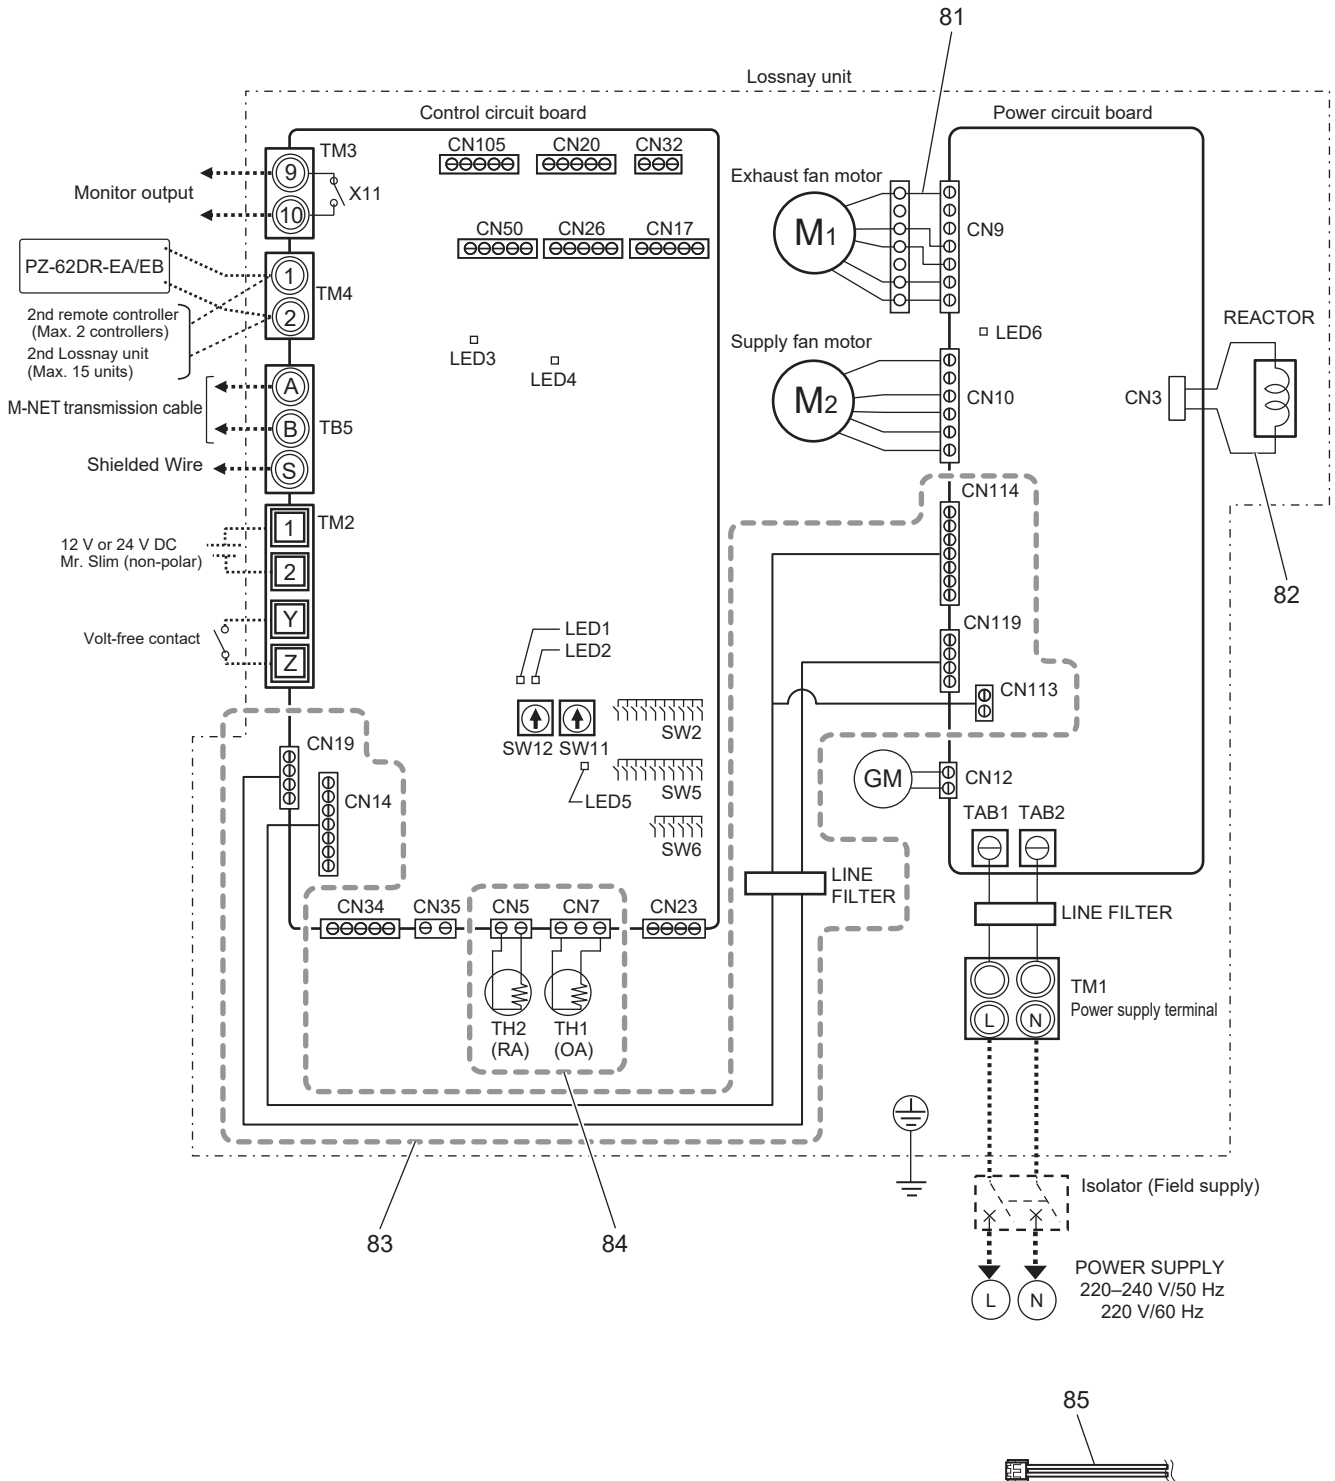 81
Lossnay unit
Control circuit board
Power circuit board
TM3
9
10
X11
Monitor output
CN105
CN20
CN32
CN50
CN26
CN17
Exhaust fan motor
M1
CN9
PZ-62DR-EA/EB
1
2
TM4
2nd remote controller
(Max. 2 controllers)
2nd Lossnay unit
(Max. 15 units)
LED3
LED4
LED6
REACTOR
Supply fan motor
M2
CN10
CN3
M-NET transmission cable
A
B
S
TB5
Shielded Wire
82
CN114
1
2
Y
Z
TM2
12 V or 24 V DC
Mr. Slim (non-polar)
Volt-free contact
LED1
LED2
CN119
CN113
SW12
SW11
SW2
SW5
SW6
LED5
CN19
CN14
GM
CN12
TAB1
TAB2
LINE
FILTER
LINE FILTER
CN34
CN35
CN5
CN7
CN23
TH2
(RA)
TH1
(OA)
TM1
Power supply terminal
L
N
83
84
Isolator (Field supply)
L
N
POWER SUPPLY
220–240 V/50 Hz
220 V/60 Hz
85